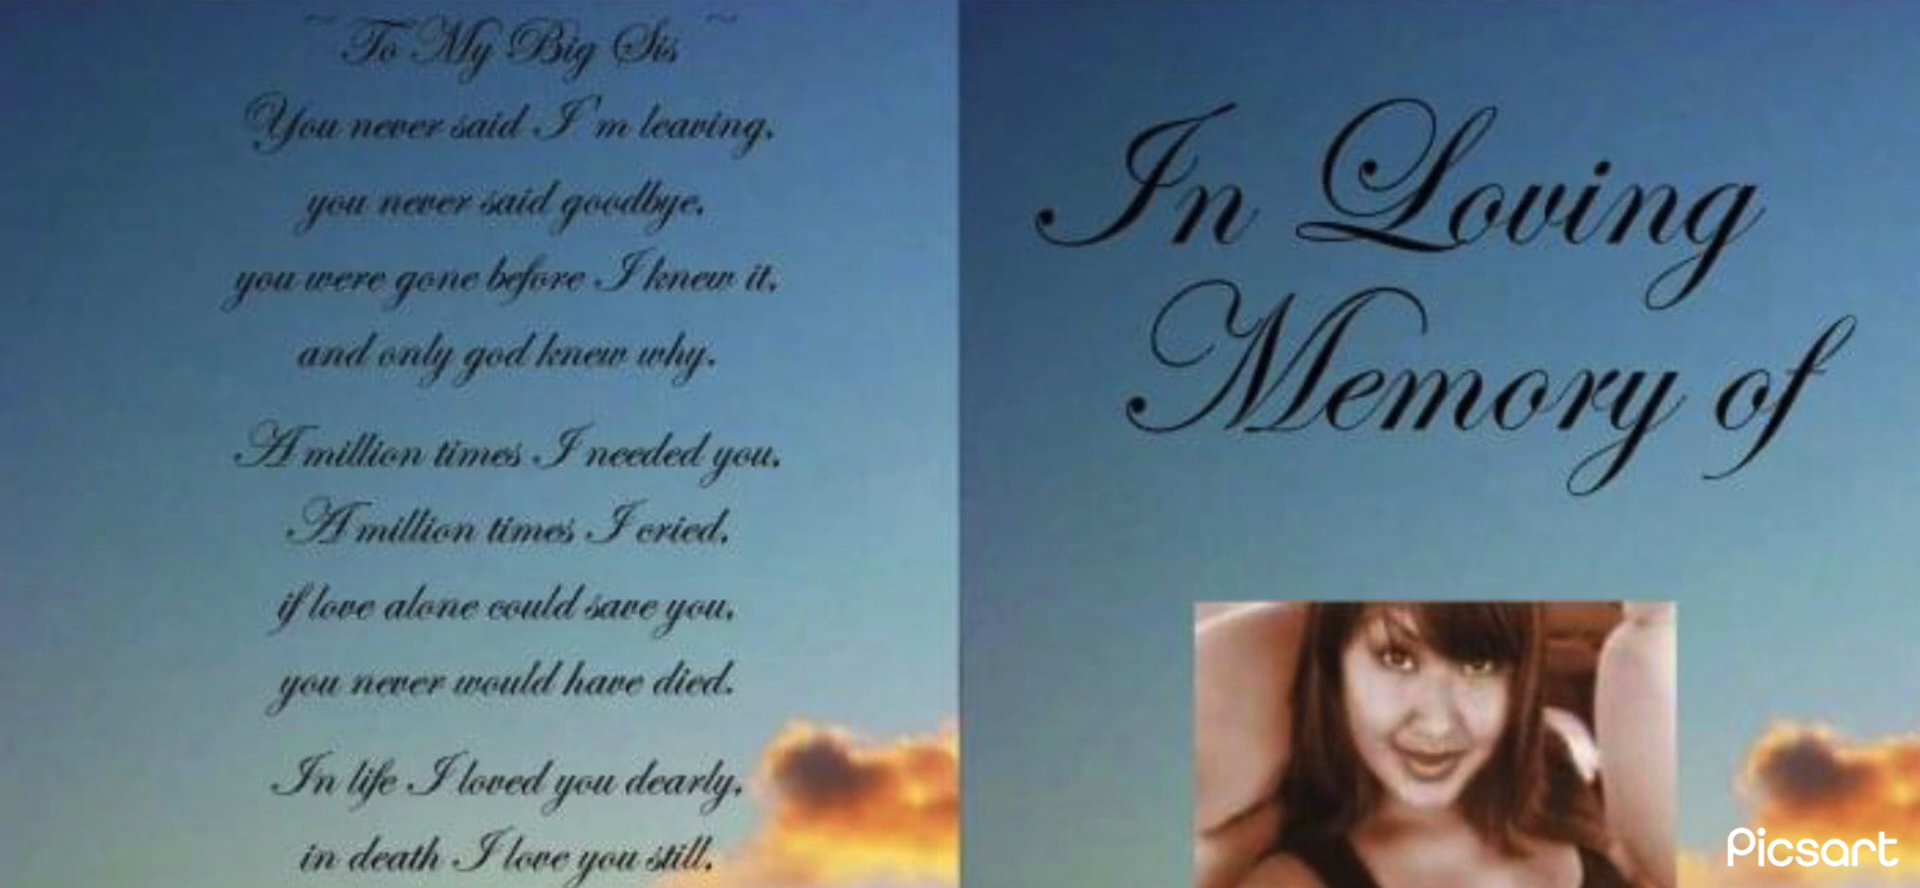 ~ To My Big Sis ~
You never said I'm leaving,
you never said goodbye.
you were gone before I knew it,
and only god knew why.
A million times I needed you,
A million times I cried,
if love alone could save you,
you never would have died.
In life I loved you dearly,
in death I love you still.
In Loving
Memory of
Picsart